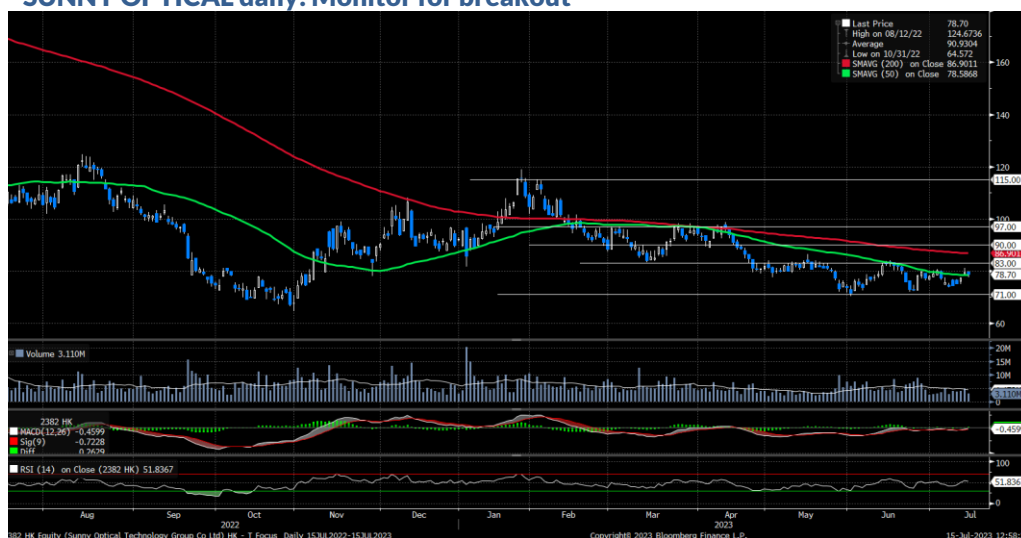 SUNNY OPTICAL daily: Monitor for breakout
Last Price 78.70
High on 08/12/22 124.6736
Average 90.9304
Low on 10/31/22 64.572
SMAVG (200) on Close 86.9011
SMAVG (50) on Close 78.5868
160
140
120
115.00
100
97.00
90.00
86.901
83.00
80
78.70
71.00
60
Volume 3.110M
20M
15M
10M
3.110M
0
2382 HK
MACD(12,26) -0.4599
Sig(9) -0.7228
Diff 0.2629
-0.459
RSI (14) on Close (2382 HK) 51.8367
100
51.836
0
Aug Sep Oct Nov Dec Jan Feb Mar Apr May Jun Jul
2022 2023
382 HK Equity (Sunny Optical Technology Group Co Ltd) HK - T Focus Daily 15JUL2022-15JUL2023 Copyright© 2023 Bloomberg Finance L.P. 15-Jul-2023 12:58: